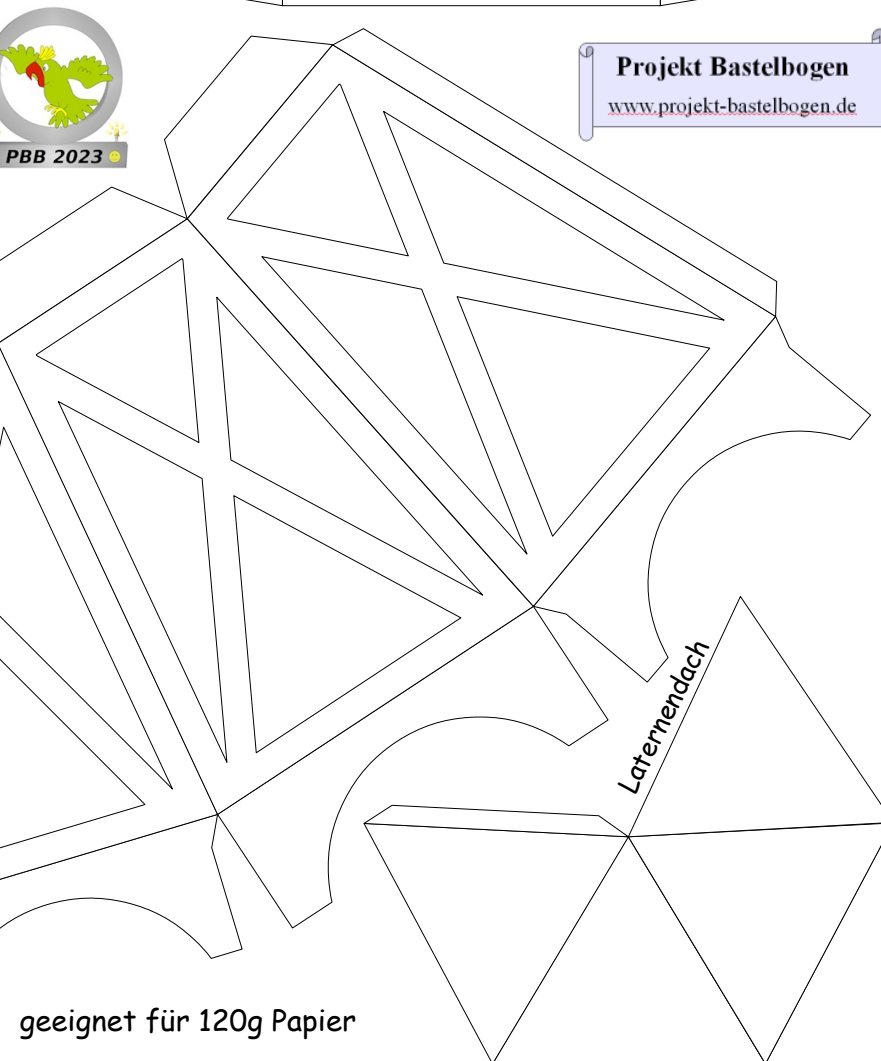 Projekt Bastelbogen
www.projekt-bastelbogen.de
PBB 2023
Laternendach
geeignet für 120g Papier